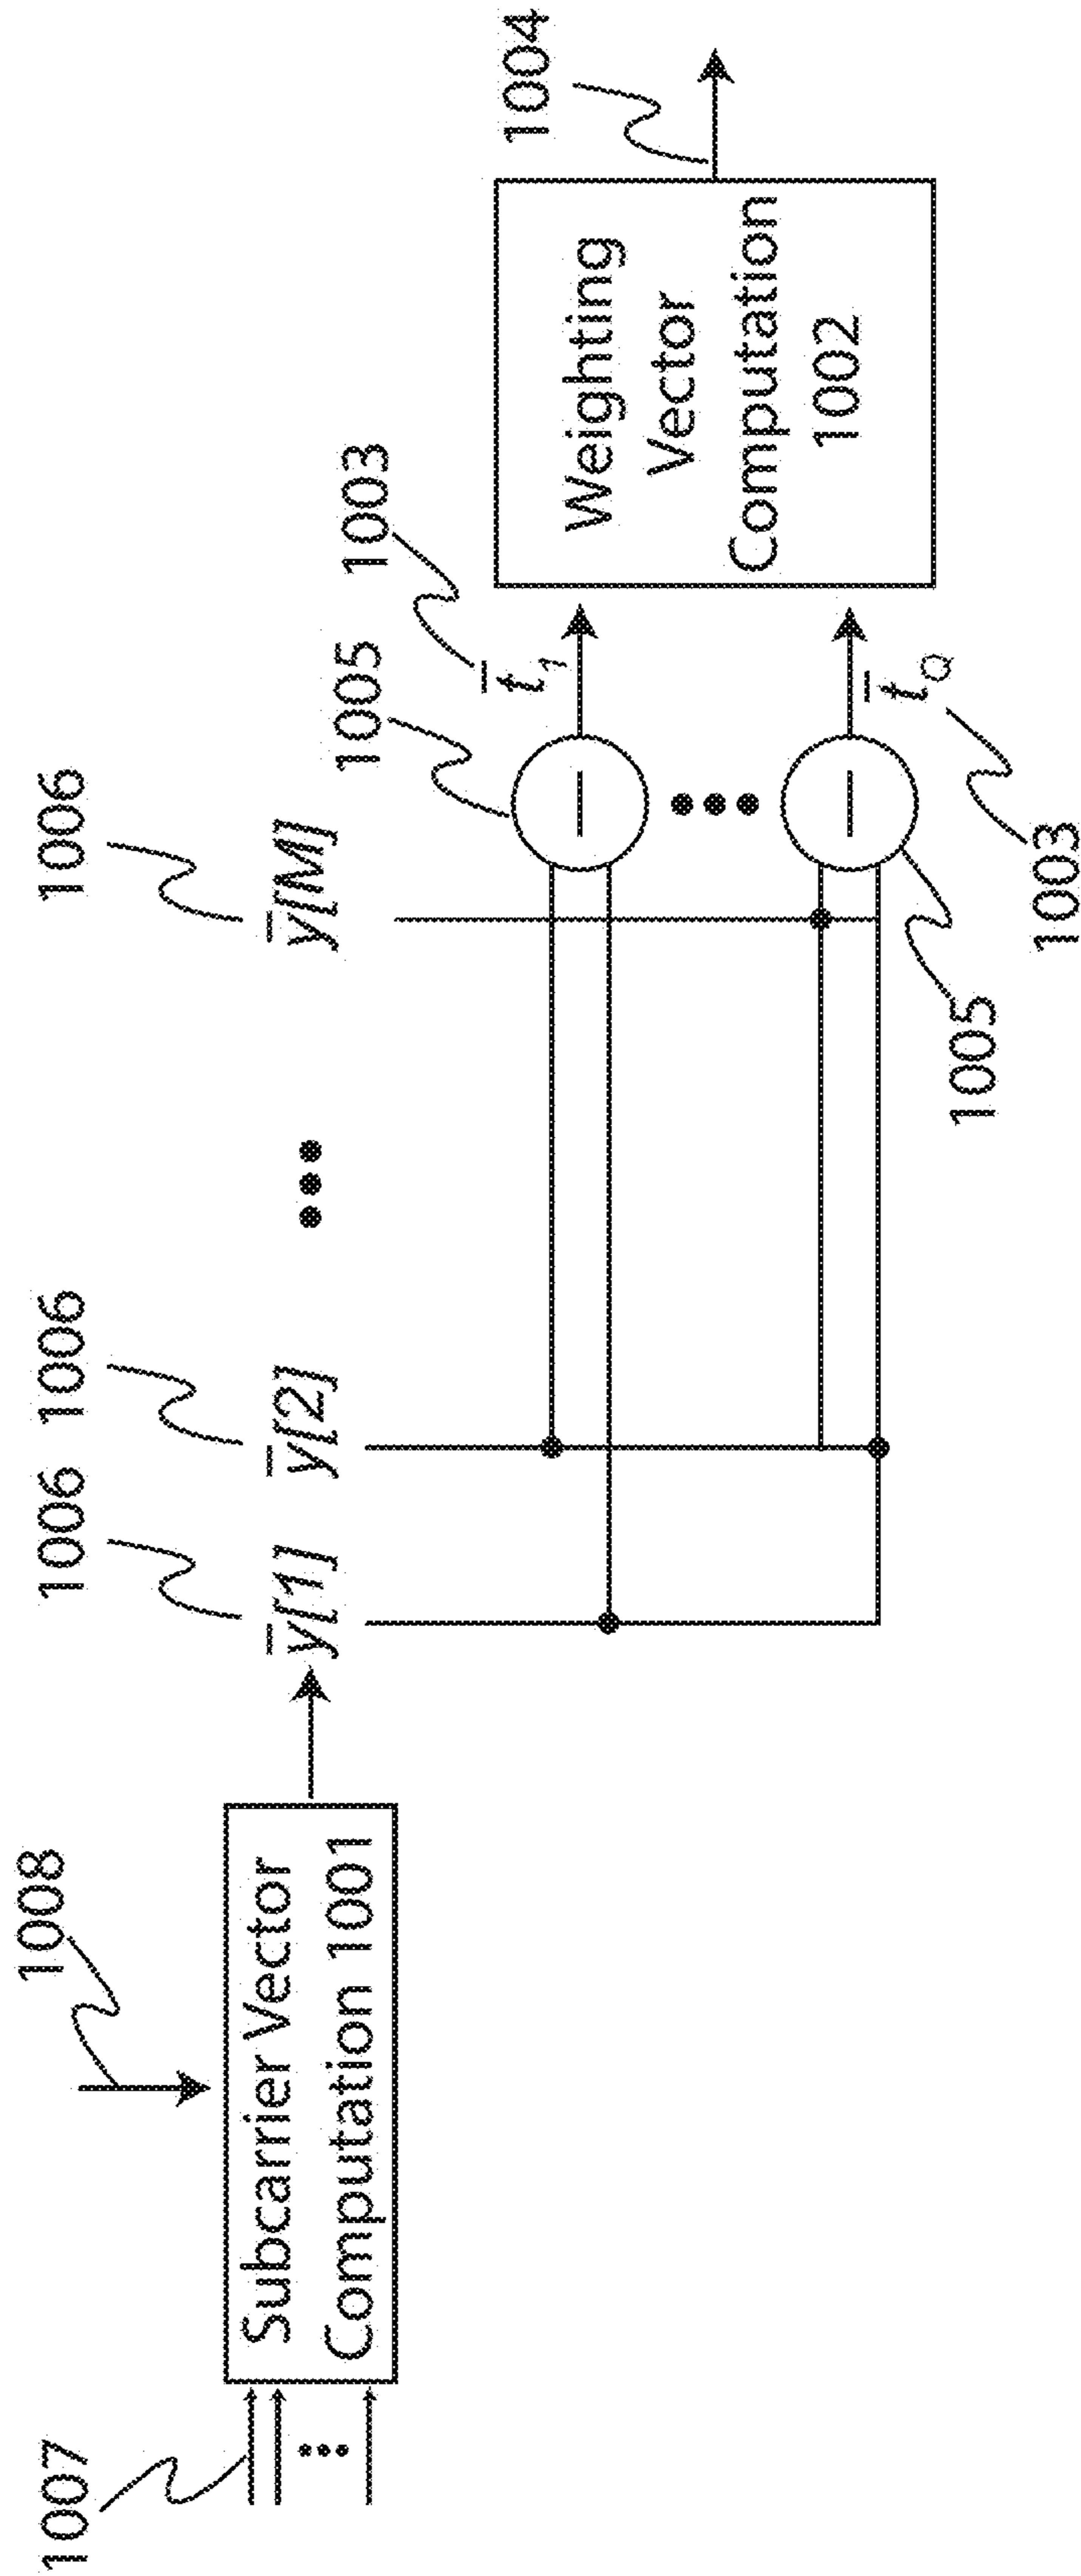 1007
1008
1006
1006
1006
Subcarrier Vector
Computation 1001
y̅[1]
y̅[2]
y̅[M]
1005
1003
t̅1
1004
Weighting
Vector
Computation
1002
t̅Q
1005
1003